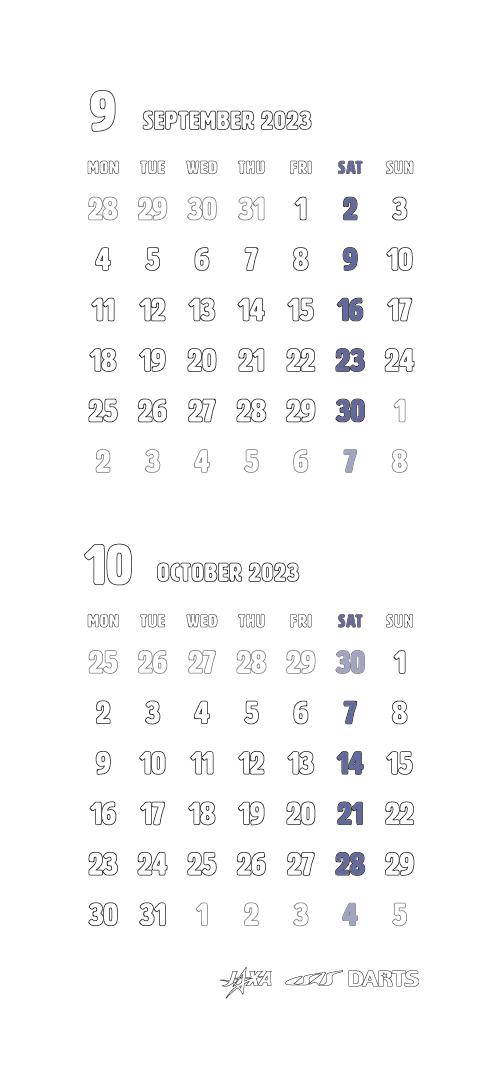 9 SEPTEMBER 2023
MON TUE WED THU FRI SAT SUN
28 29 30 31 1 2 3
4 5 6 7 8 9 10
11 12 13 14 15 16 17
18 19 20 21 22 23 24
25 26 27 28 29 30 1
2 3 4 5 6 7 8
10 OCTOBER 2023
MON TUE WED THU FRI SAT SUN
25 26 27 28 29 30 1
2 3 4 5 6 7 8
9 10 11 12 13 14 15
16 17 18 19 20 21 22
23 24 25 26 27 28 29
30 31 1 2 3 4 5
JAXA ISAS DARTS